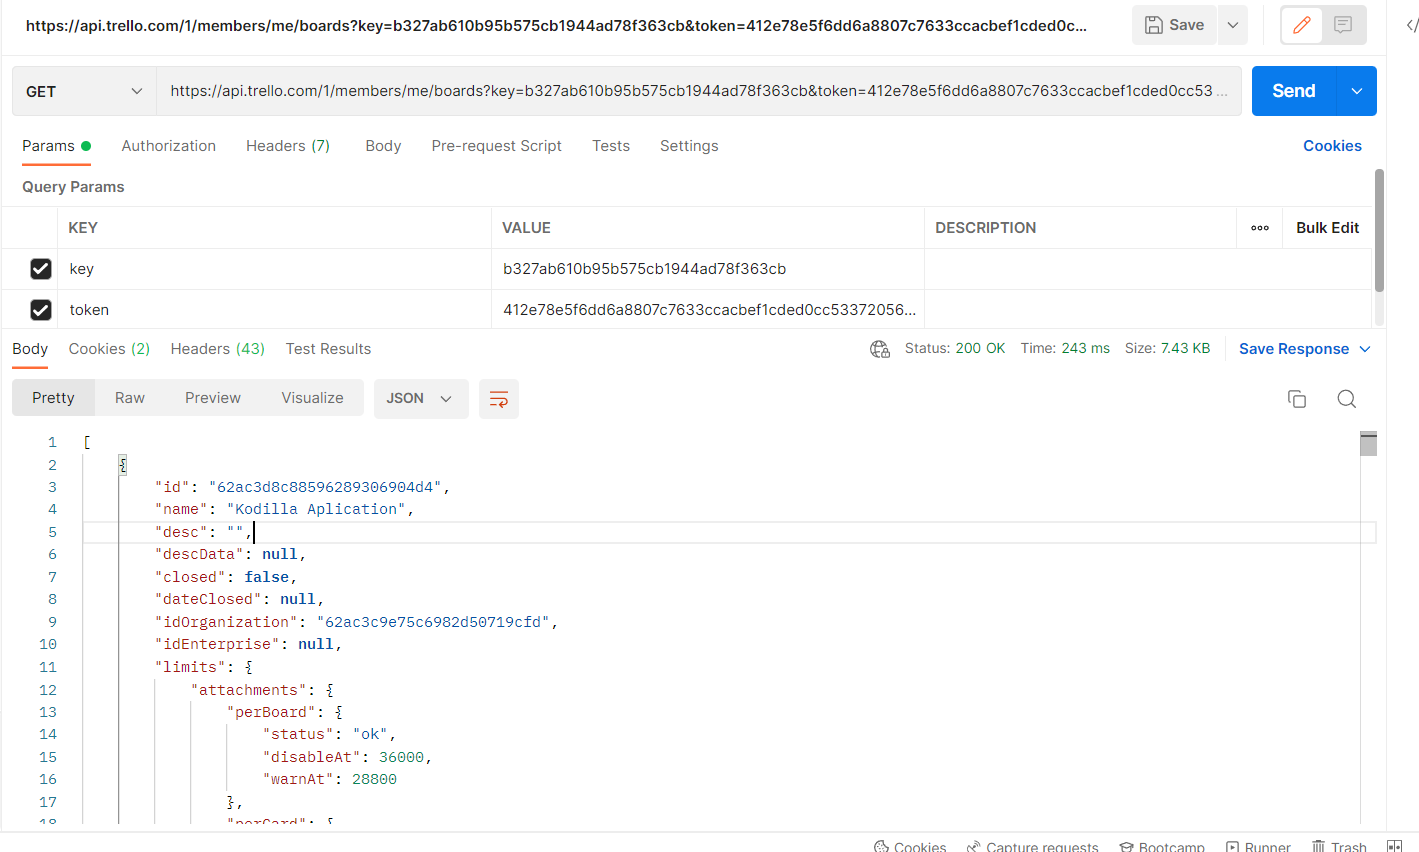 https://api.trello.com/1/members/me/boards?key=b327ab610b95b575cb1944ad78f363cb&token=412e78e5f6dd6a8807c7633ccacbef1cded0c...
Save
GET
https://api.trello.com/1/members/me/boards?key=b327ab610b95b575cb1944ad78f363cb&token=412e78e5f6dd6a8807c7633ccacbef1cded0cc53 ...
Send
Params Authorization Headers (7) Body Pre-request Script Tests Settings Cookies
Query Params
KEY VALUE DESCRIPTION ooo Bulk Edit
key b327ab610b95b575cb1944ad78f363cb
token 412e78e5f6dd6a8807c7633ccacbef1cded0cc53372056...
Body Cookies (2) Headers (43) Test Results Status: 200 OK Time: 243 ms Size: 7.43 KB Save Response
Pretty Raw Preview Visualize JSON
1 [
2 {
3 "id": "62ac3d8c88596289306904d4",
4 "name": "Kodilla Aplication",
5 "desc": "",
6 "descData": null,
7 "closed": false,
8 "dateClosed": null,
9 "idOrganization": "62ac3c9e75c6982d50719cfd",
10 "idEnterprise": null,
11 "limits": {
12 "attachments": {
13 "perBoard": {
14 "status": "ok",
15 "disableAt": 36000,
16 "warnAt": 28800
17 },
18 "perCard": {
Cookies Capture requests Bootcamp Runner Trash